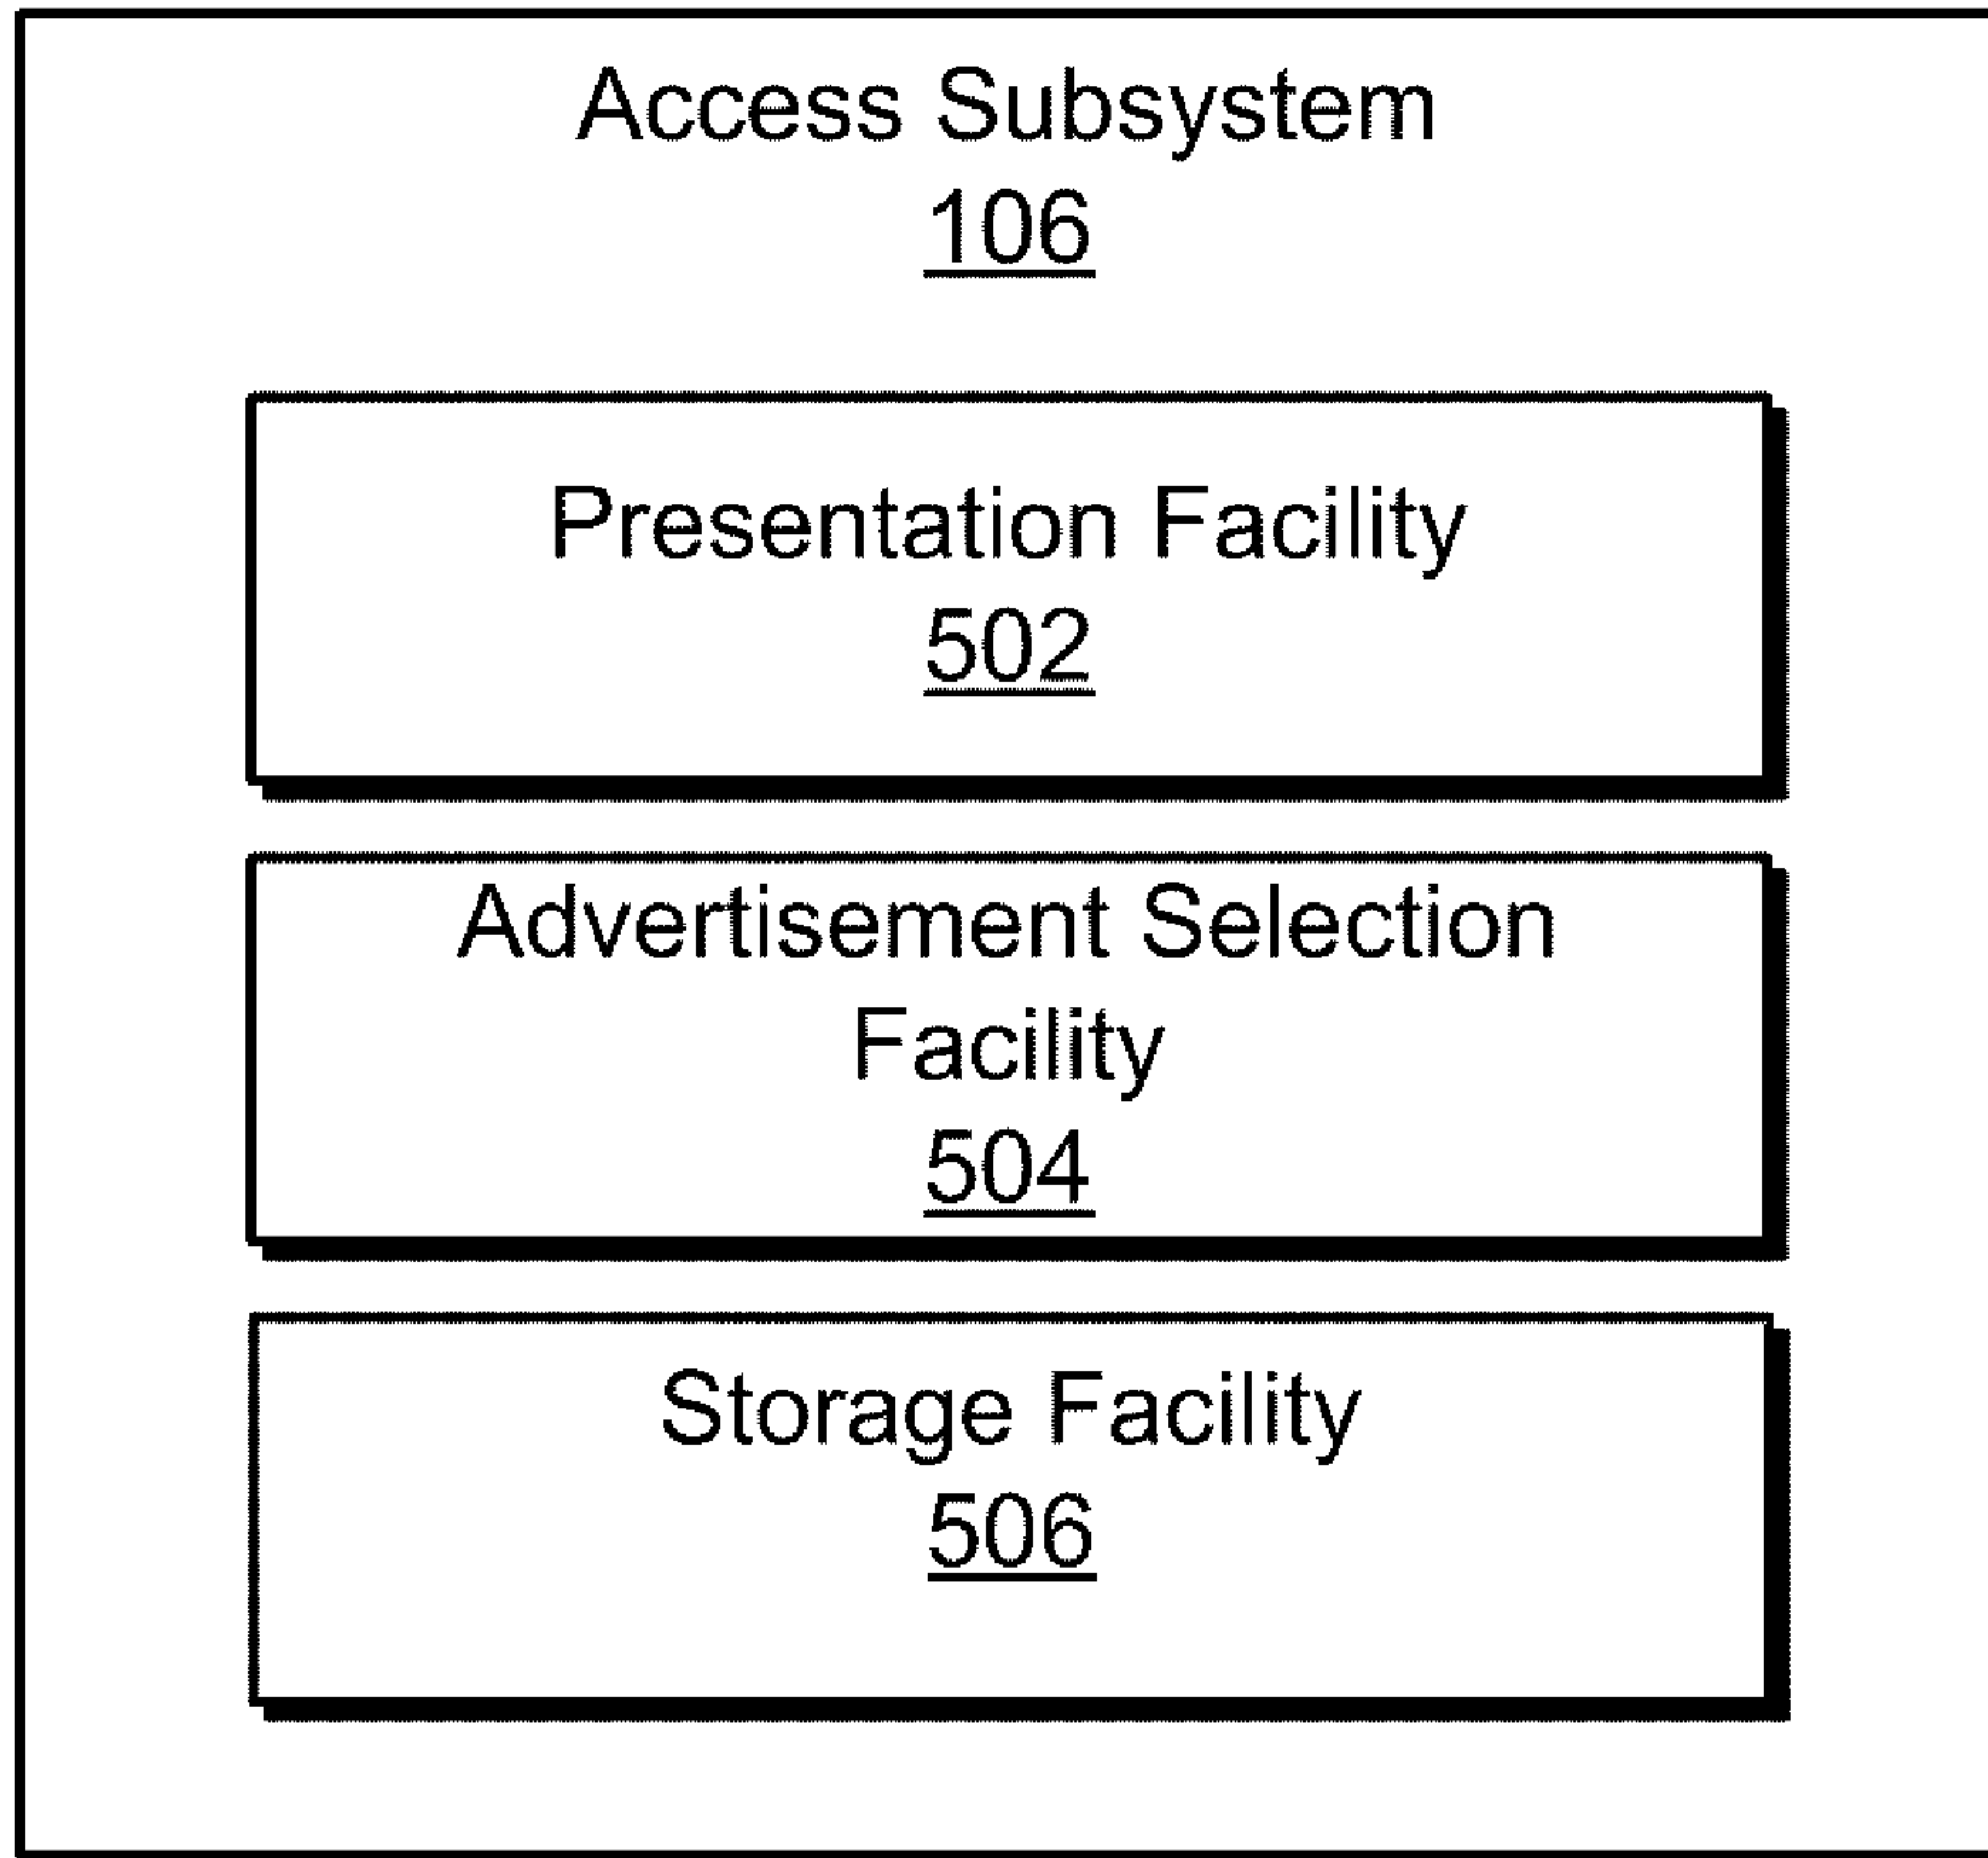 Access Subsystem
106
Presentation Facility
502
Advertisement Selection
Facility
504
Storage Facility
506